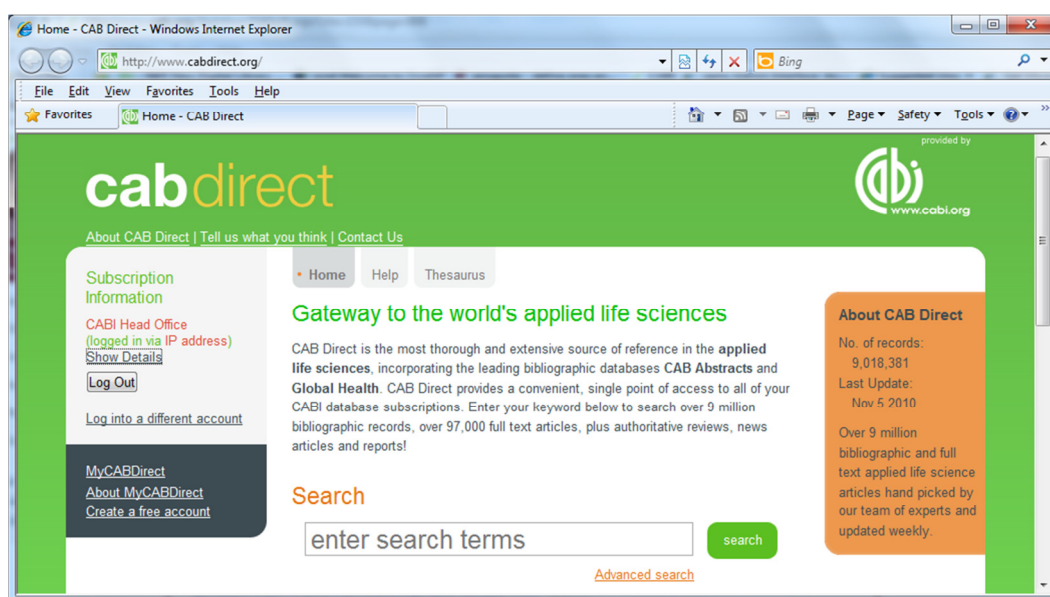 Home - CAB Direct - Windows Internet Explorer
http://www.cabdirect.org/
Bing
File Edit View Favorites Tools Help
Favorites
Home - CAB Direct
Page Safety Tools
provided by
cabdirect
cabi
www.cabi.org
About CAB Direct | Tell us what you think | Contact Us
Subscription
Information
CABI Head Office
(logged in via IP address)
Show Details
Log Out
Log into a different account
MyCABDirect
About MyCABDirect
Create a free account
• Home
Help
Thesaurus
Gateway to the world's applied life sciences
CAB Direct is the most thorough and extensive source of reference in the applied
life sciences, incorporating the leading bibliographic databases CAB Abstracts and
Global Health. CAB Direct provides a convenient, single point of access to all of your
CABI database subscriptions. Enter your keyword below to search over 9 million
bibliographic records, over 97,000 full text articles, plus authoritative reviews, news
articles and reports!
Search
enter search terms
search
Advanced search
About CAB Direct
No. of records:
9,018,381
Last Update:
Nov 5 2010
Over 9 million
bibliographic and full
text applied life science
articles hand picked by
our team of experts and
updated weekly.